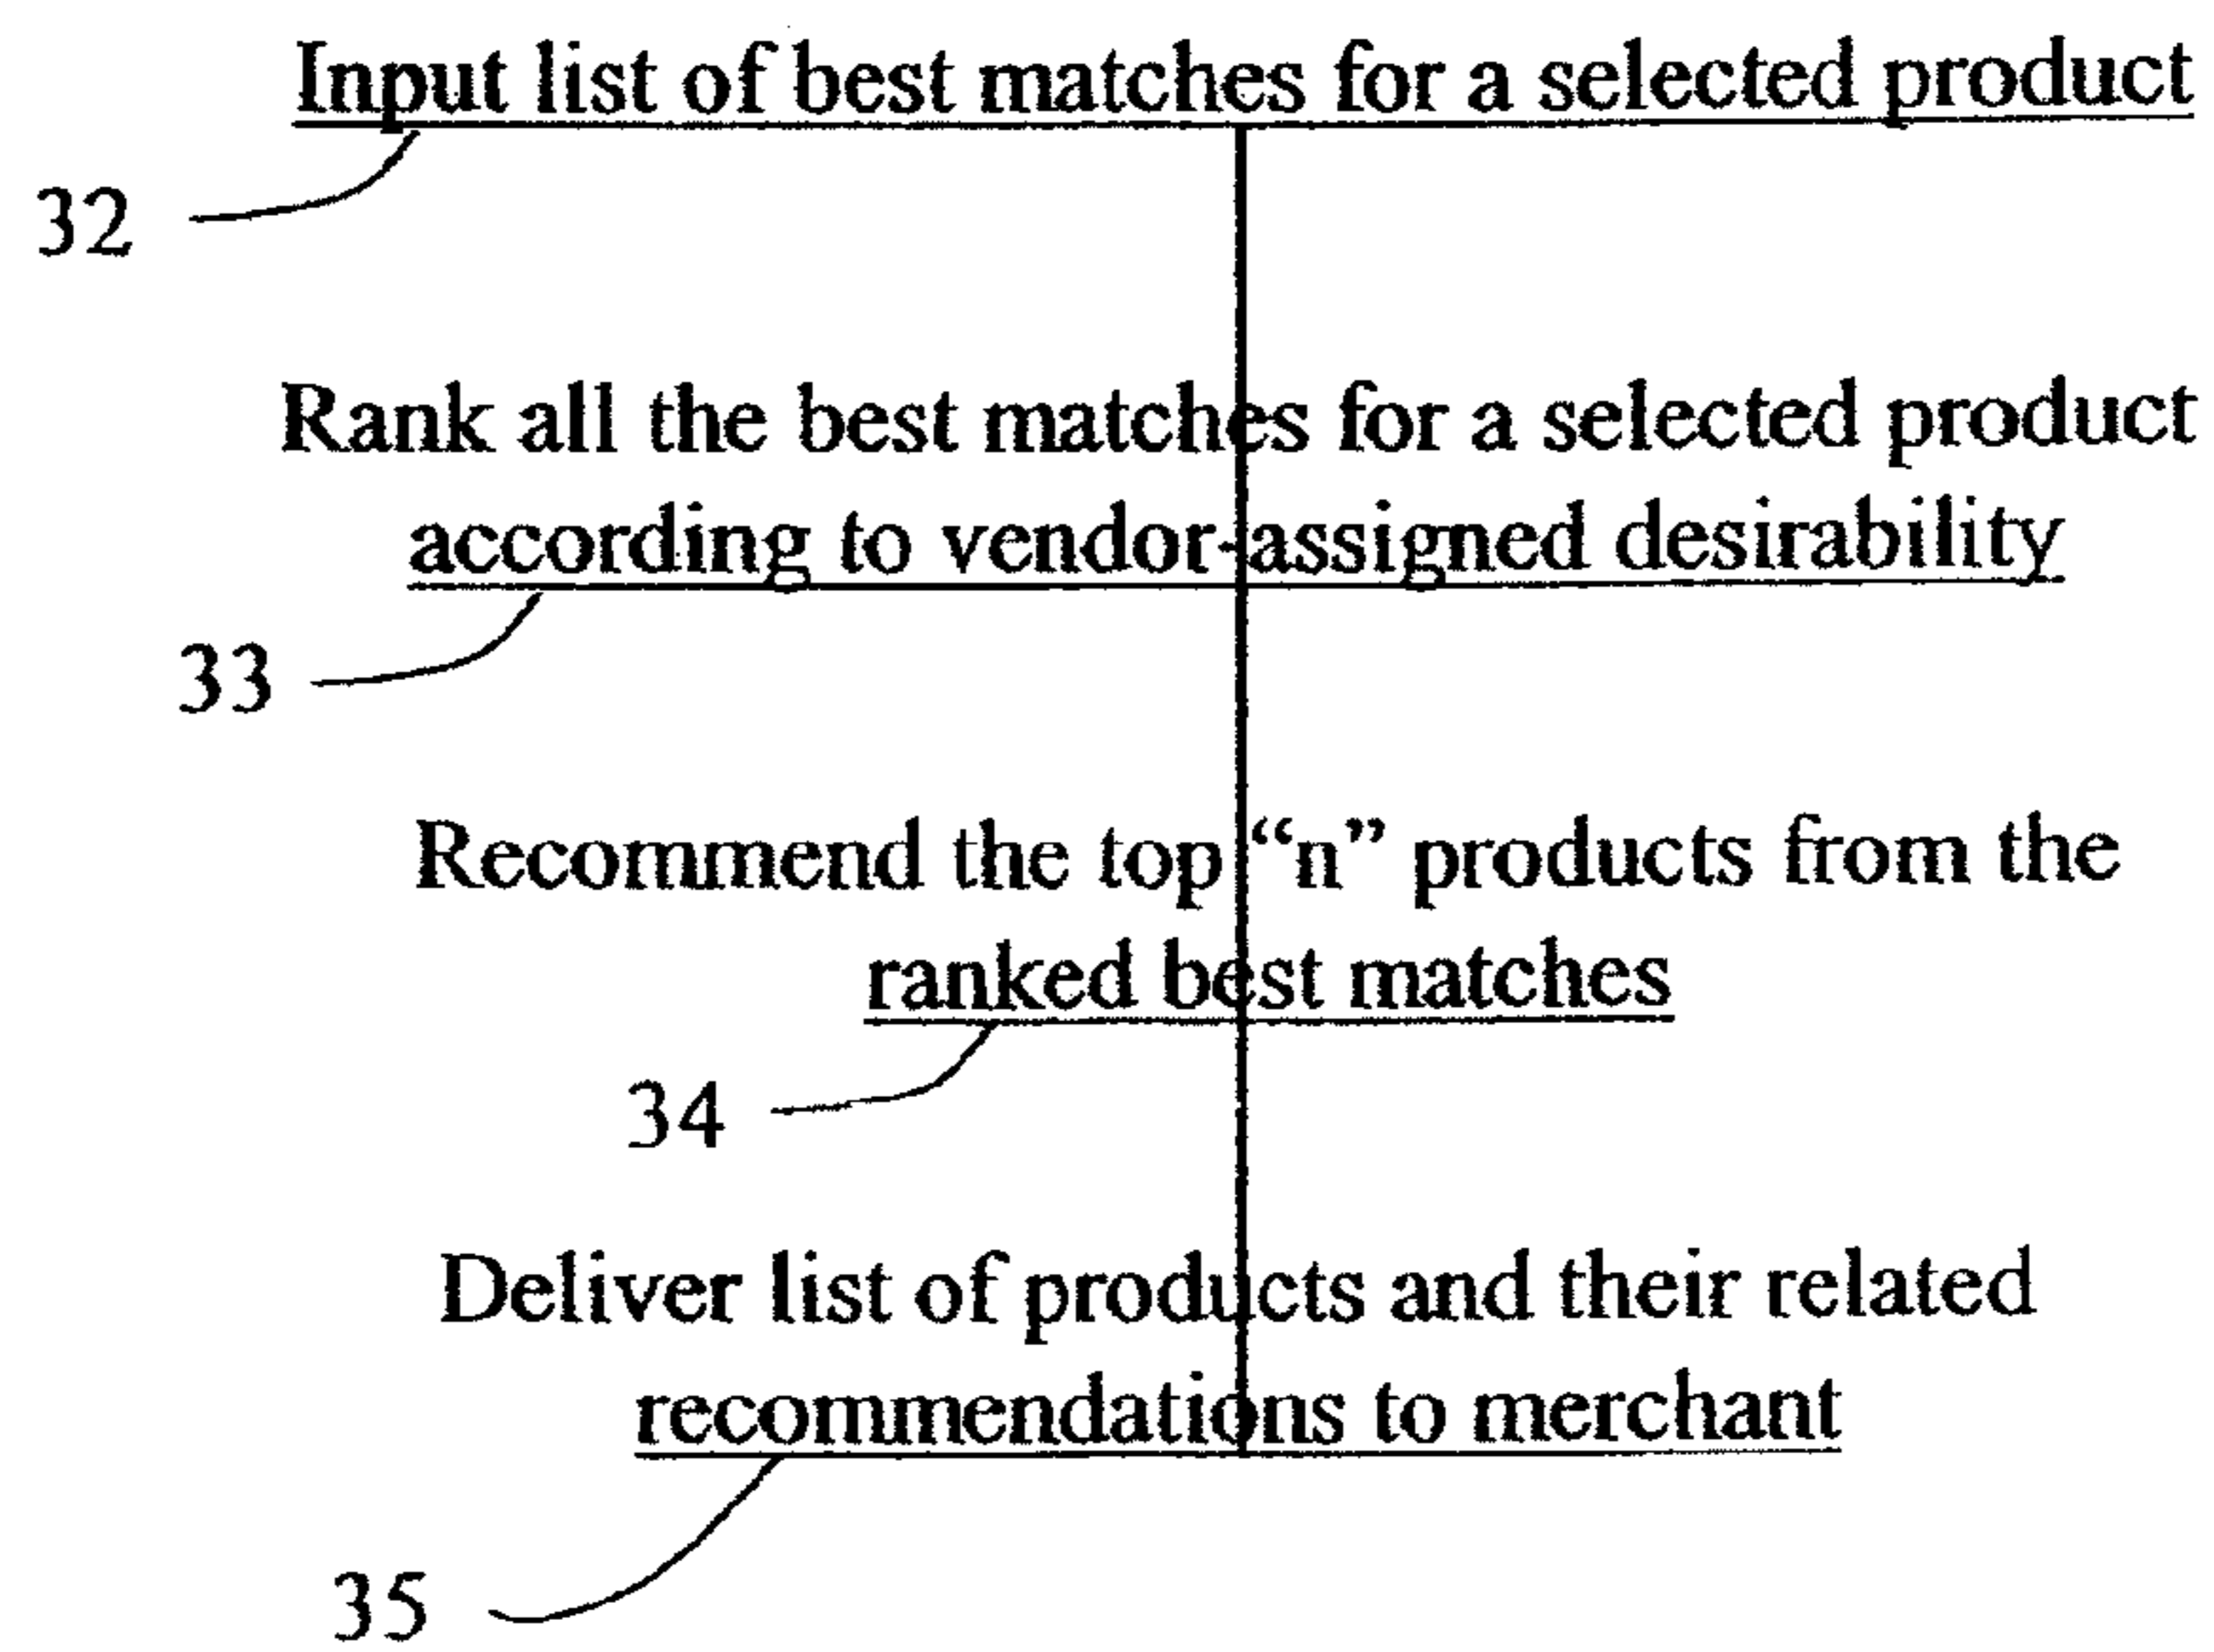 Input list of best matches for a selected product
32
Rank all the best matches for a selected product
according to vendor-assigned desirability
33
Recommend the top “n” products from the
ranked best matches
34
Deliver list of products and their related
recommendations to merchant
35